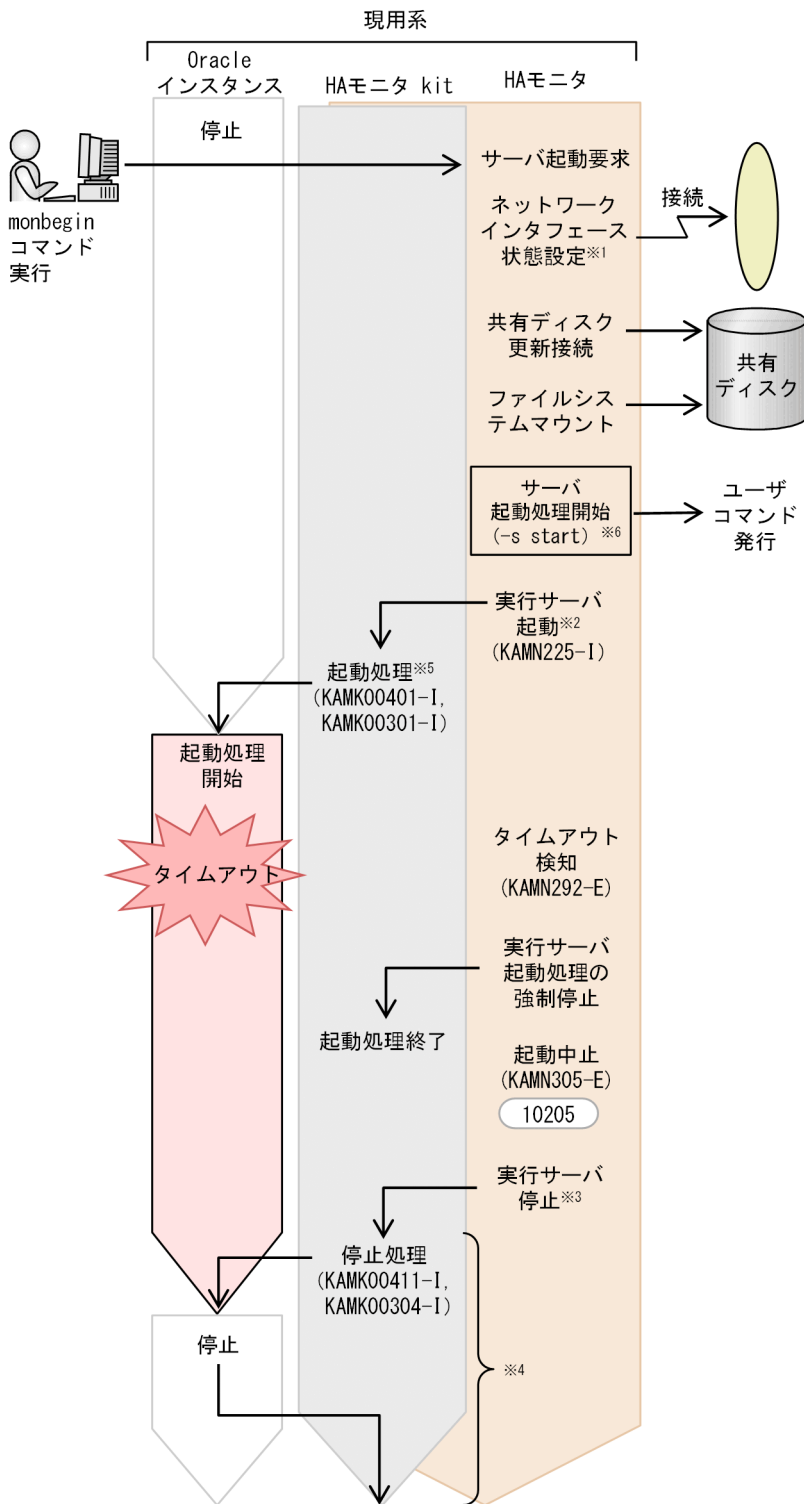 現用系
Oracle
インスタンス
HAモニタ kit
HAモニタ
停止
サーバ起動要求
monbegin
コマンド
実行
ネットワーク
インタフェース
状態設定※1
接続
共有ディスク
更新接続
共有
ディスク
ファイルシス
テムマウント
サーバ
起動処理開始
(-s start) ※6
ユーザ
コマンド
発行
実行サーバ
起動※2
(KAMN225-I)
起動処理※5
(KAMK00401-I,
KAMK00301-I)
起動処理
開始
タイムアウト
タイムアウト
検知
(KAMN292-E)
実行サーバ
起動処理の
強制停止
起動処理終了
起動中止
(KAMN305-E)
10205
実行サーバ
停止※3
停止処理
(KAMK00411-I,
KAMK00304-I)
停止
※4